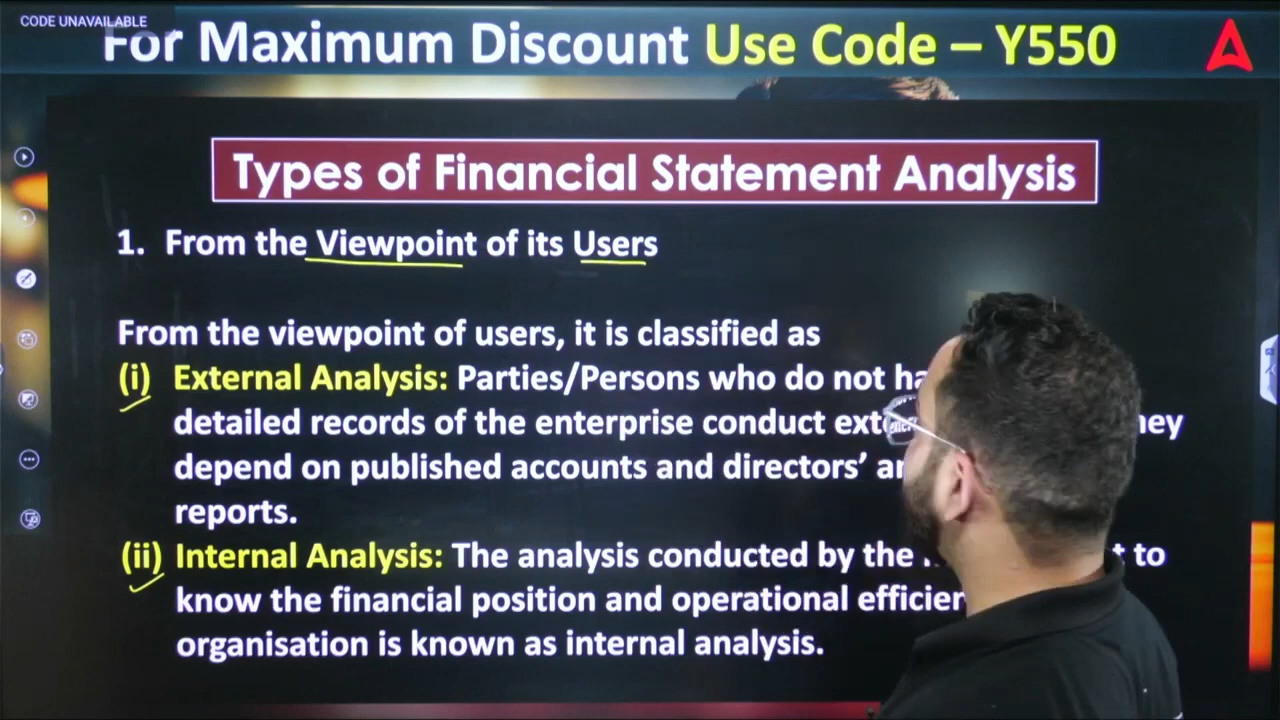 CODE UNAVAILABLE
For Maximum Discount Use Code – Y550
Types of Financial Statement Analysis
1. From the Viewpoint of its Users
From the viewpoint of users, it is classified as
(i) External Analysis: Parties/Persons who do not
detailed records of the enterprise conduct
depend on published accounts and directors’
reports.
(ii) Internal Analysis: The analysis conducted by the to
know the financial position and operational
organisation is known as internal analysis.